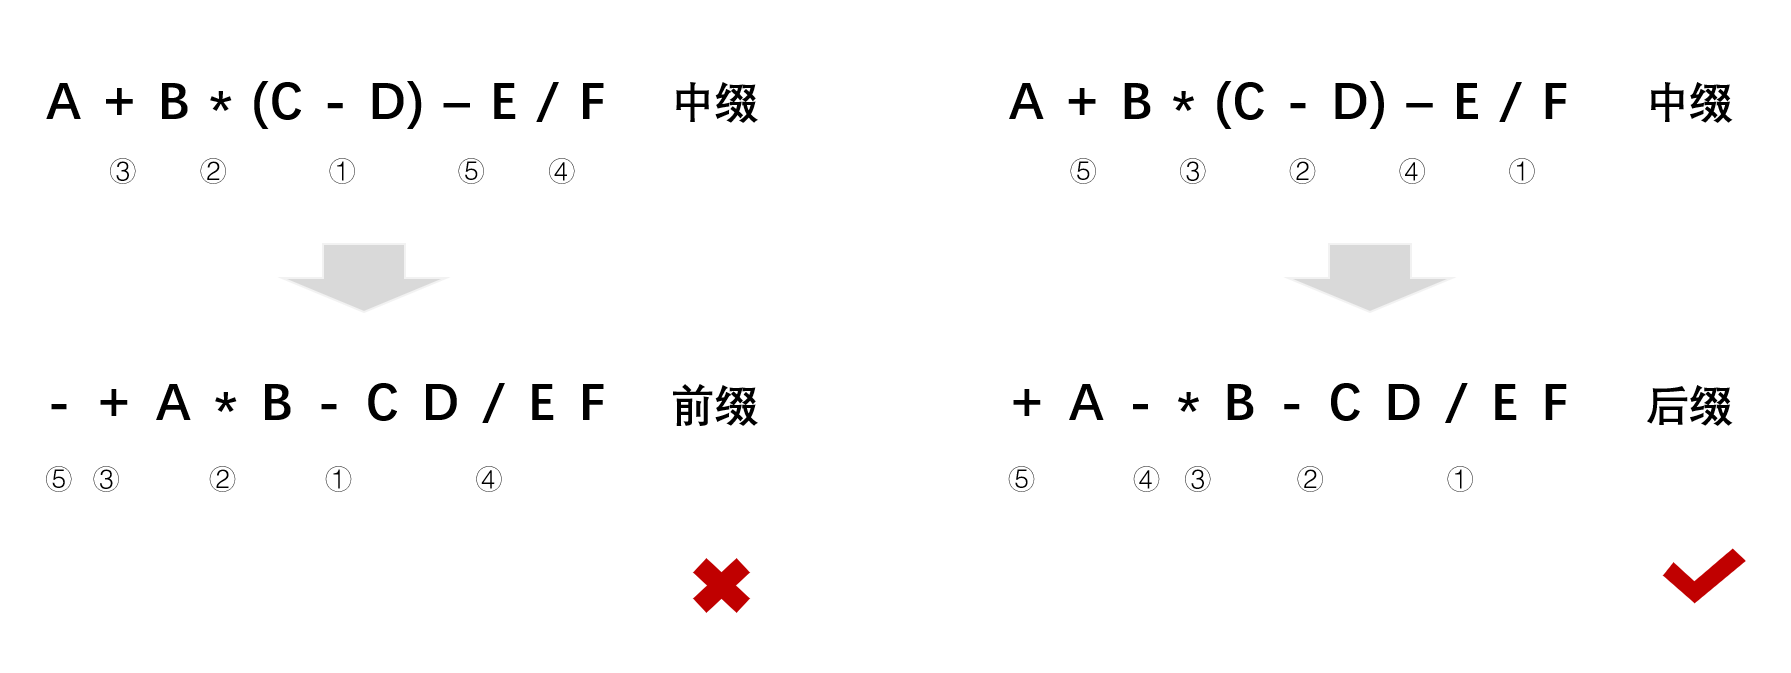 A + B * (C - D) – E / F 中缀
③ ② ① ⑤ ④
- + A * B - C D / E F 前缀
⑤ ③ ② ① ④
A + B * (C - D) – E / F 中缀
⑤ ③ ② ④ ①
+ A - * B - C D / E F 后缀
⑤ ④ ③ ② ①